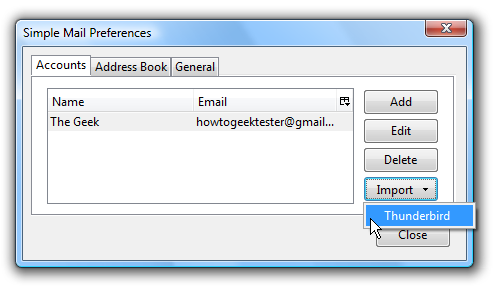 Simple Mail Preferences
Accounts Address Book General
Name Email
The Geek howtogeektester@gmail...
Add
Edit
Delete
Import
Thunderbird
Close